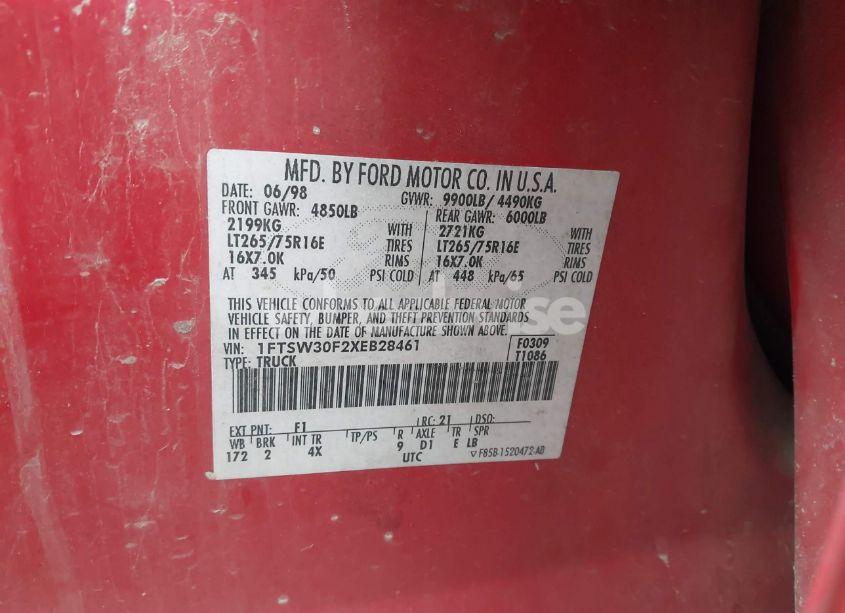 MFD. BY FORD MOTOR CO. IN U.S.A.
DATE: 06/98 GVWR: 9900LB/ 4490KG
FRONT GAWR: 4850LB REAR GAWR: 6000LB
2199KG WITH 2721KG WITH
LT265/75R16E TIRES LT265/75R16E TIRES
16X7.0K RIMS 16X7.0K RIMS
AT 345 kPa/50 PSI COLD AT 448 kPa/65 PSI COLD
THIS VEHICLE CONFORMS TO ALL APPLICABLE FEDERAL MOTOR
VEHICLE SAFETY, BUMPER, AND THEFT PREVENTION STANDARDS
IN EFFECT ON THE DATE OF MANUFACTURE SHOWN ABOVE.
VIN: 1FTSW30F2XEB28461 F0309
TYPE: TRUCK T1086
EXT PNT: F1 RC: 21 DSO:
WB BRK INT TR TP/PS R AXLE TR SPR
172 2 4X 9 D1 E LB
UTC F85B-1520472-AD